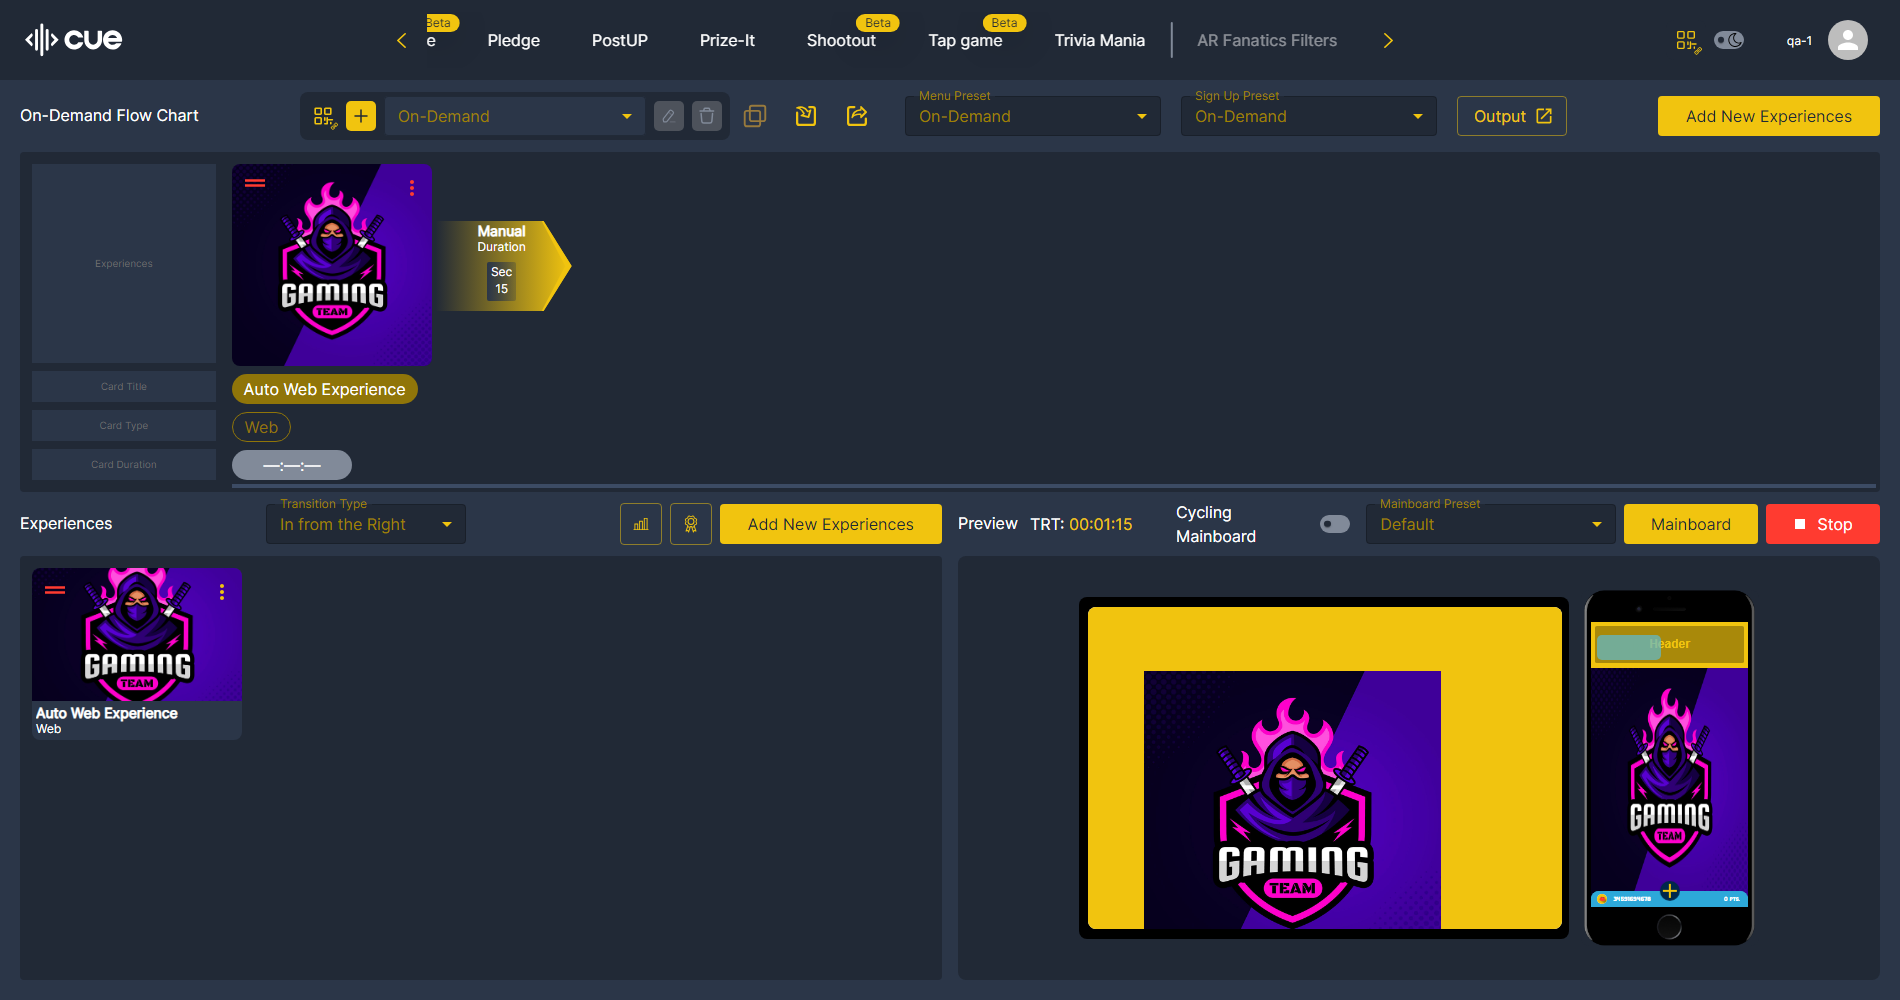 cue
e
Beta
Pledge
PostUP
Prize-It
Shootout
Beta
Tap game
Beta
Trivia Mania
AR Fanatics Filters
qa-1
On-Demand Flow Chart
On-Demand
Menu Preset
On-Demand
Sign Up Preset
On-Demand
Output
Add New Experiences
Experiences
Card Title
Card Type
Card Duration
GAMING
TEAM
Manual
Duration
Sec
15
Auto Web Experience
Web
—:—:—
Experiences
Transition Type
In from the Right
Add New Experiences
Preview
TRT: 00:01:15
Cycling
Mainboard
Mainboard Preset
Default
Mainboard
Stop
GAMING
TEAM
Auto Web Experience
Web
GAMING
TEAM
Header
GAMING
TEAM
0 PTS.